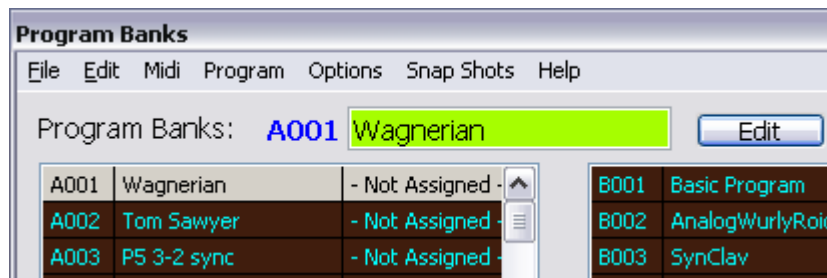 Program Banks
File Edit Midi Program Options Snap Shots Help
Program Banks: A001 Wagnerian Edit
A001 Wagnerian - Not Assigned - B001 Basic Program
A002 Tom Sawyer - Not Assigned - B002
A003 P5 3-2 sync - Not Assigned - B003 SynClav